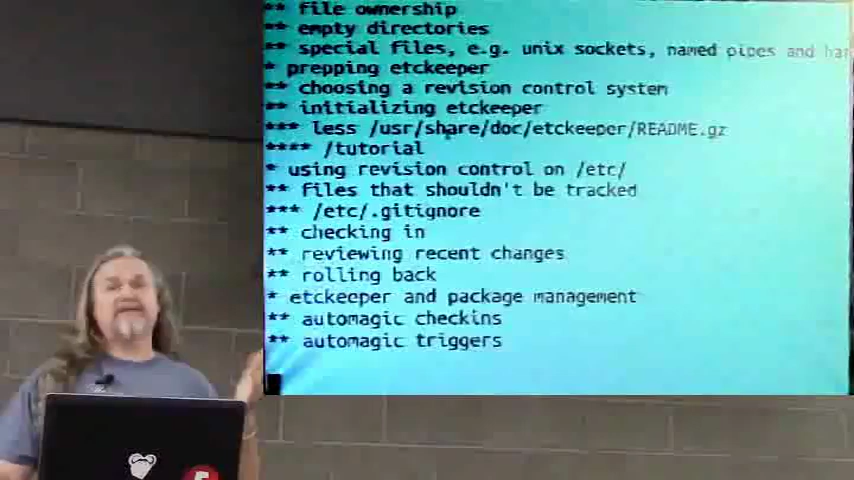 ** file ownership
** empty directories
** special files, e.g. unix sockets, named pipes and har
* prepping etckeeper
** choosing a revision control system
** initializing etckeeper
*** less /usr/share/doc/etckeeper/README.gz
**** /tutorial
* using revision control on /etc/
** files that shouldn't be tracked
*** /etc/.gitignore
** checking in
** reviewing recent changes
** rolling back
* etckeeper and package management
** automagic checkins
** automagic triggers